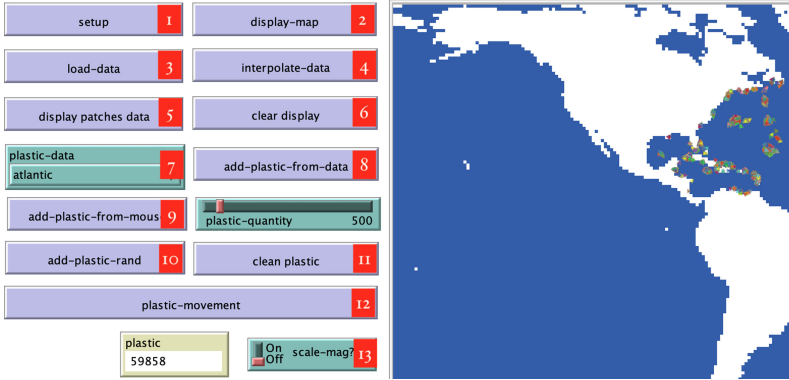 setup 1
display-map 2
load-data 3
interpolate-data 4
display patches data 5
clear display 6
plastic-data
atlantic
7
add-plastic-from-data 8
add-plastic-from-mous 9
plastic-quantity 500
add-plastic-rand 10
clean plastic 11
plastic-movement 12
plastic
59858
On
Off
scale-mag? 13